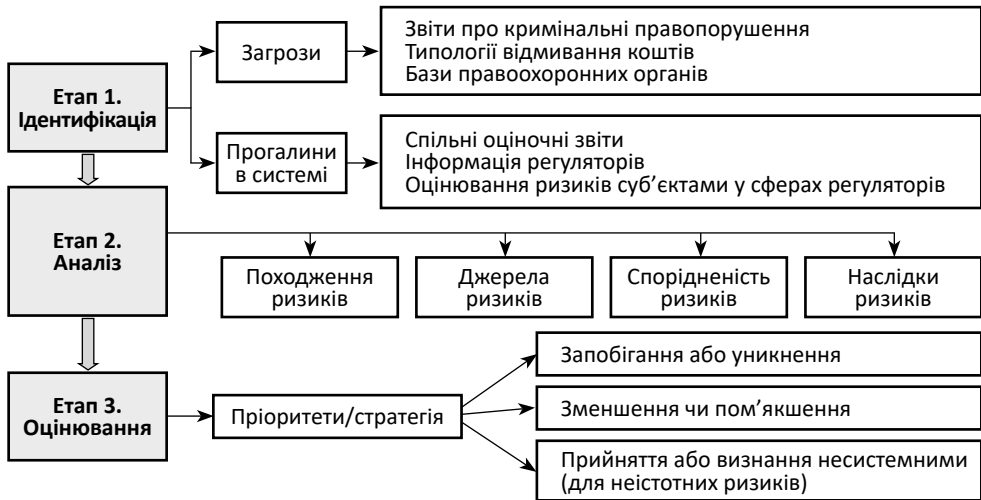 Етап 1.
Ідентифікація
Загрози
Звіти про кримінальні правопорушення
Типології відмивання коштів
Бази правоохоронних органів
Прогалини
в системі
Спільні оціночні звіти
Інформація регуляторів
Оцінювання ризиків суб’єктами у сферах регуляторів
Етап 2.
Аналіз
Походження
ризиків
Джерела
ризиків
Спорідненість
ризиків
Наслідки
ризиків
Етап 3.
Оцінювання
Пріоритети/стратегія
Запобігання або уникнення
Зменшення чи пом’якшення
Прийняття або визнання несистемними
(для неістотних ризиків)